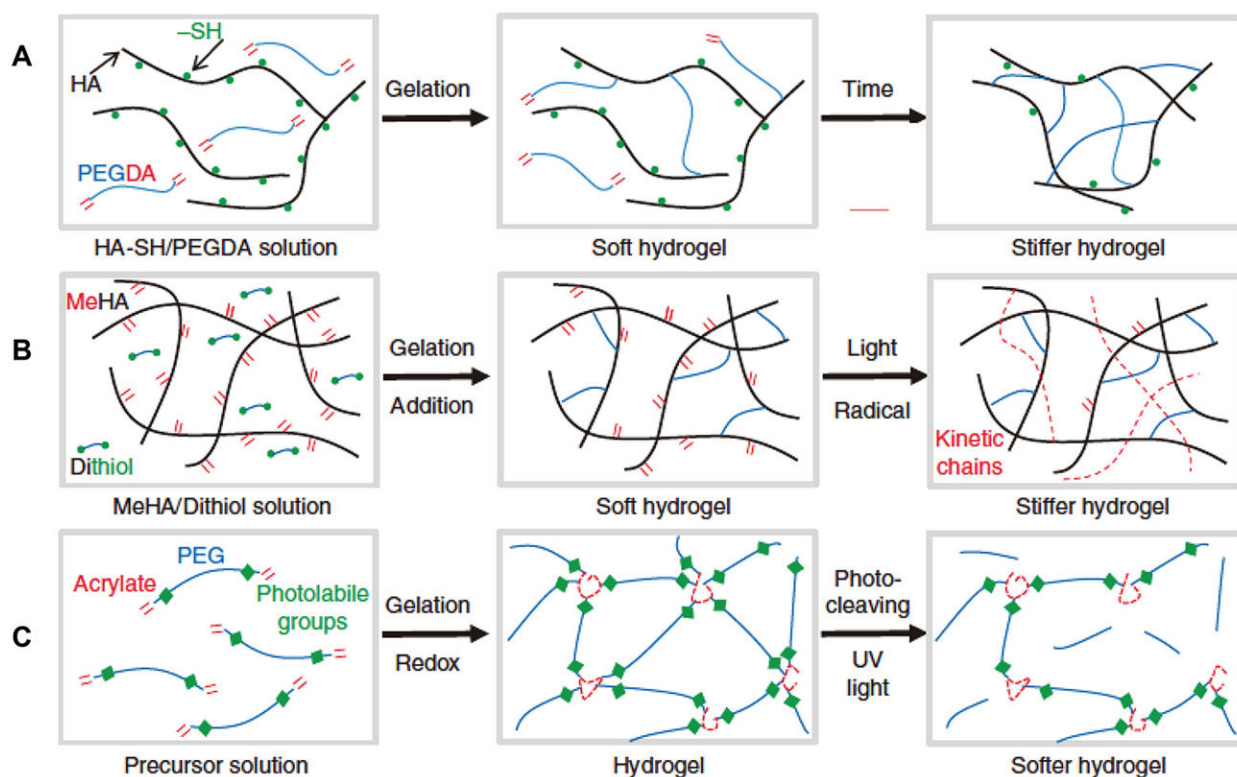 A
–SH
HA
PEGDA
HA-SH/PEGDA solution
Gelation
Soft hydrogel
Time
Stiffer hydrogel
B
MeHA
Dithiol
MeHA/Dithiol solution
Gelation
Addition
Soft hydrogel
Light
Radical
Kinetic
chains
Stiffer hydrogel
C
PEG
Acrylate
Photolabile
groups
Precursor solution
Gelation
Redox
Hydrogel
Photo-
cleaving
UV
light
Softer hydrogel